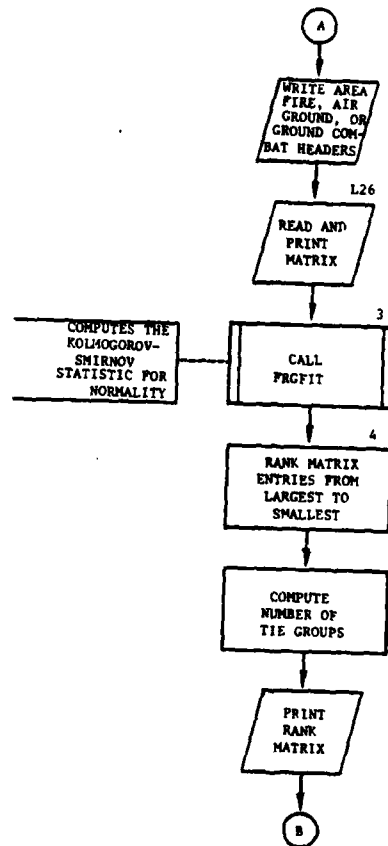 A
WRITE AREA
FIRE, AIR
GROUND, OR
GROUND COM-
BAT HEADERS
L26
READ AND
PRINT
MATRIX
3
COMPUTES THE
KOLMOGOROV-
SMIRNOV
STATISTIC FOR
NORMALITY
CALL
FRGFIT
4
RANK MATRIX
ENTRIES FROM
LARGEST TO
SMALLEST
COMPUTE
NUMBER OF
TIE GROUPS
PRINT
RANK
MATRIX
B